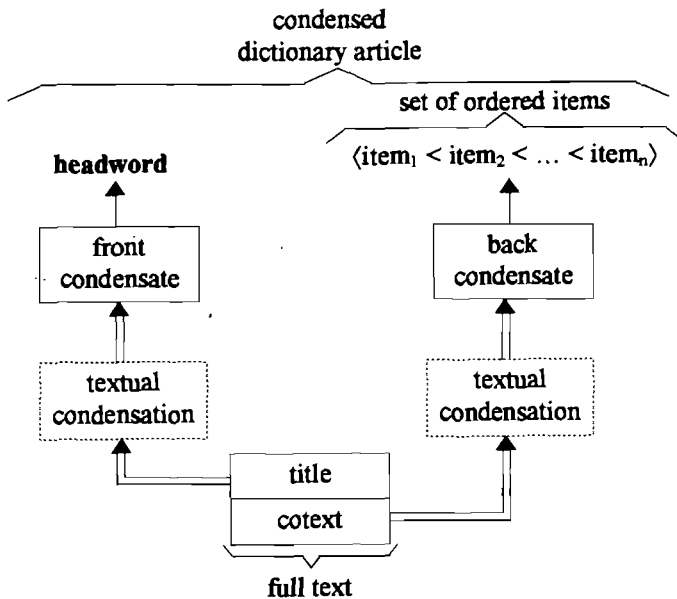 condensed
dictionary article
set of ordered items
⟨item₁ < item₂ < ... < itemₙ⟩
headword
front
condensate
back
condensate
textual
condensation
textual
condensation
title
cotext
full text